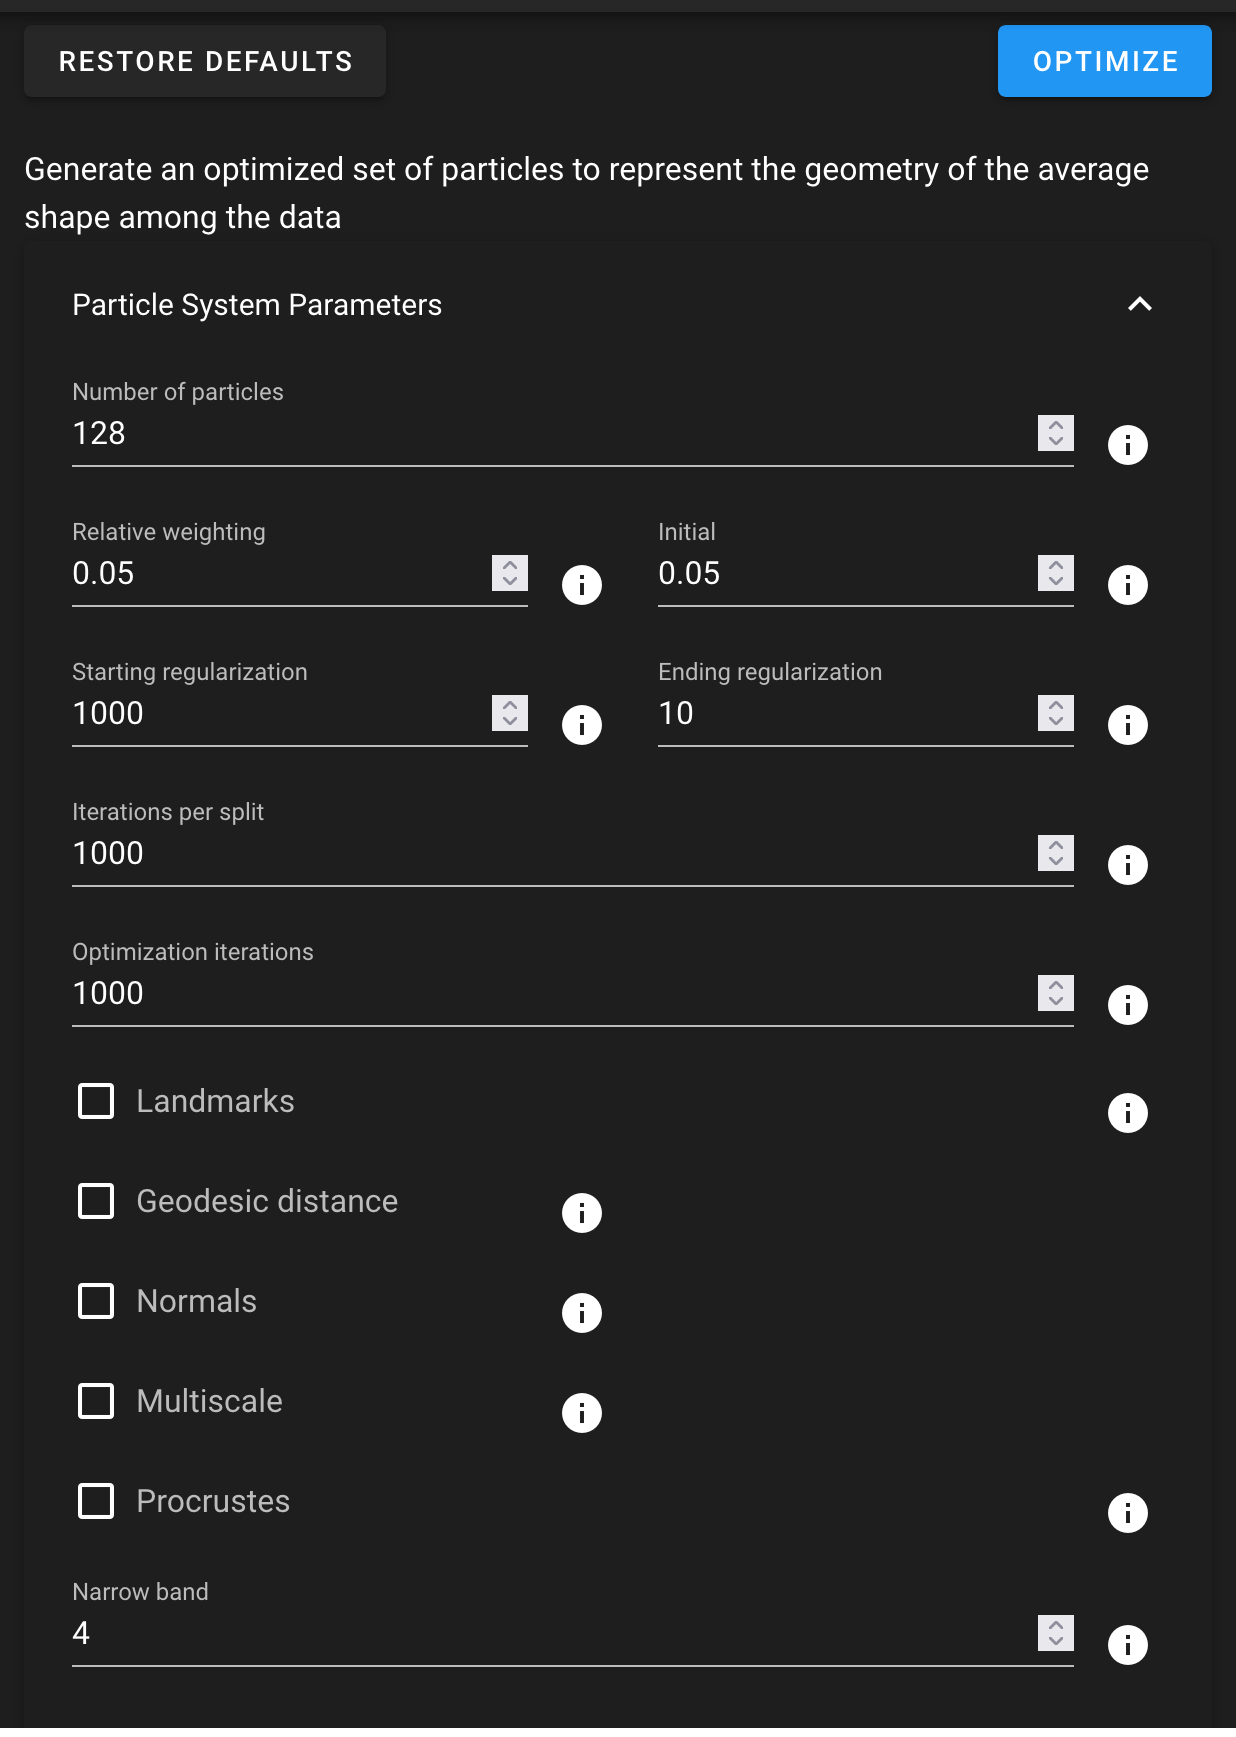 RESTORE DEFAULTS
OPTIMIZE
Generate an optimized set of particles to represent the geometry of the average
shape among the data
Particle System Parameters
Number of particles
128
Relative weighting
0.05
Initial
0.05
Starting regularization
1000
Ending regularization
10
Iterations per split
1000
Optimization iterations
1000
Landmarks
Geodesic distance
Normals
Multiscale
Procrustes
Narrow band
4